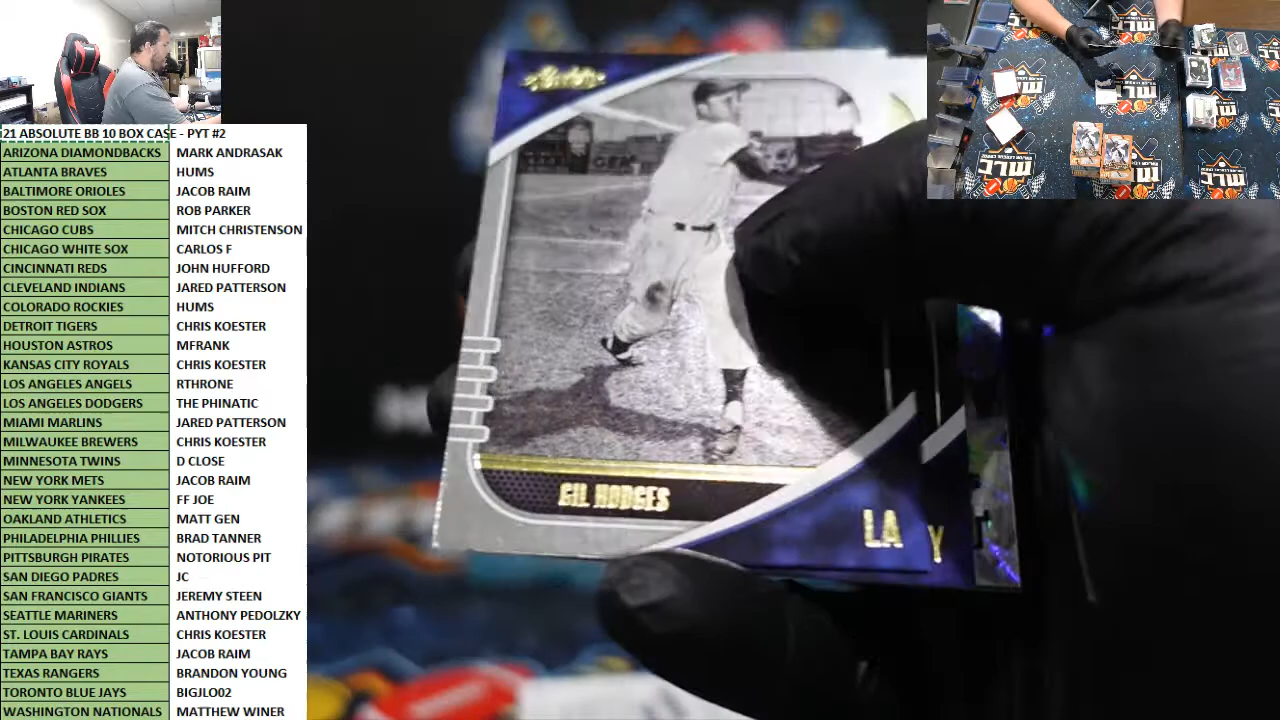 21 ABSOLUTE BB 10 BOX CASE - PYT #2
ARIZONA DIAMONDBACKS MARK ANDRASAK
ATLANTA BRAVES HUMS
BALTIMORE ORIOLES JACOB RAIM
BOSTON RED SOX ROB PARKER
CHICAGO CUBS MITCH CHRISTENSON
CHICAGO WHITE SOX CARLOS F
CINCINNATI REDS JOHN HUFFORD
CLEVELAND INDIANS JARED PATTERSON
COLORADO ROCKIES HUMS
DETROIT TIGERS CHRIS KOESTER
HOUSTON ASTROS MFRANK
KANSAS CITY ROYALS CHRIS KOESTER
LOS ANGELES ANGELS RTHRONE
LOS ANGELES DODGERS THE PHINATIC
MIAMI MARLINS JARED PATTERSON
MILWAUKEE BREWERS CHRIS KOESTER
MINNESOTA TWINS D CLOSE
NEW YORK METS JACOB RAIM
NEW YORK YANKEES FF JOE
OAKLAND ATHLETICS MATT GEN
PHILADELPHIA PHILLIES BRAD TANNER
PITTSBURGH PIRATES NOTORIOUS PIT
SAN DIEGO PADRES JC
SAN FRANCISCO GIANTS JEREMY STEEN
SEATTLE MARINERS ANTHONY PEDOLZKY
ST. LOUIS CARDINALS CHRIS KOESTER
TAMPA BAY RAYS JACOB RAIM
TEXAS RANGERS BRANDON YOUNG
TORONTO BLUE JAYS BIGJLO02
WASHINGTON NATIONALS MATTHEW WINER
Absolute
GIL HODGES
LA
Y